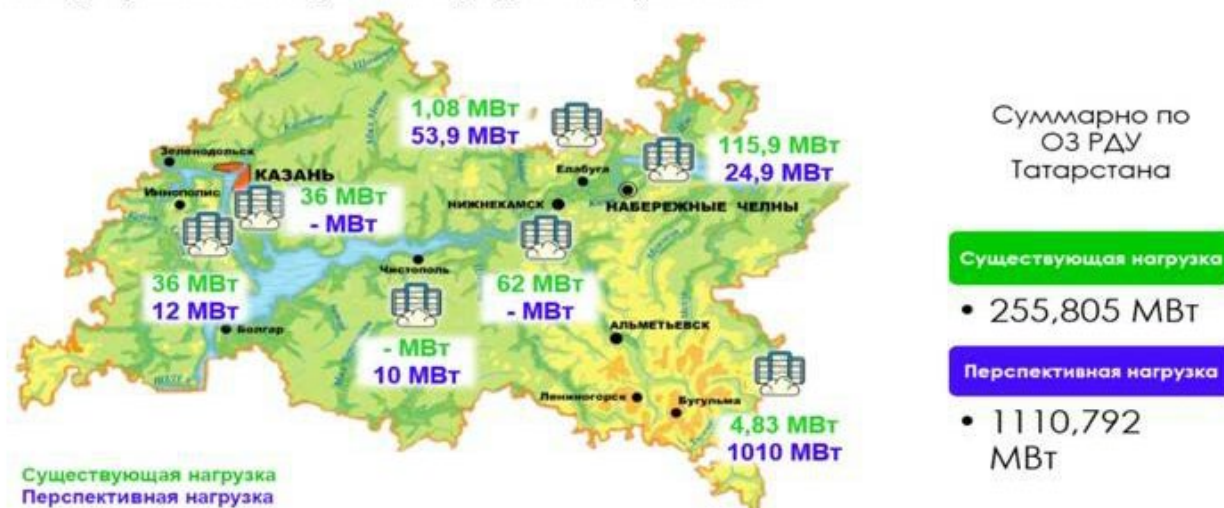 1,08 МВт
53,9 МВт
115,9 МВт
24,9 МВт
Зеленодольск
КАЗАНЬ
Иннополис
36 МВт
- МВт
Елабуга
НИЖНЕКАМСК
НАБЕРЕЖНЫЕ ЧЕЛНЫ
36 МВт
12 МВт
Чистополь
62 МВт
- МВт
Болгар
- МВт
10 МВт
АЛЬМЕТЬЕВСК
Лениногорск
Бугульма
4,83 МВт
1010 МВт
Существующая нагрузка
Перспективная нагрузка
Суммарно по
ОЗ РДУ
Татарстана
Существующая нагрузка
• 255,805 МВт
Перспективная нагрузка
• 1110,792
МВт